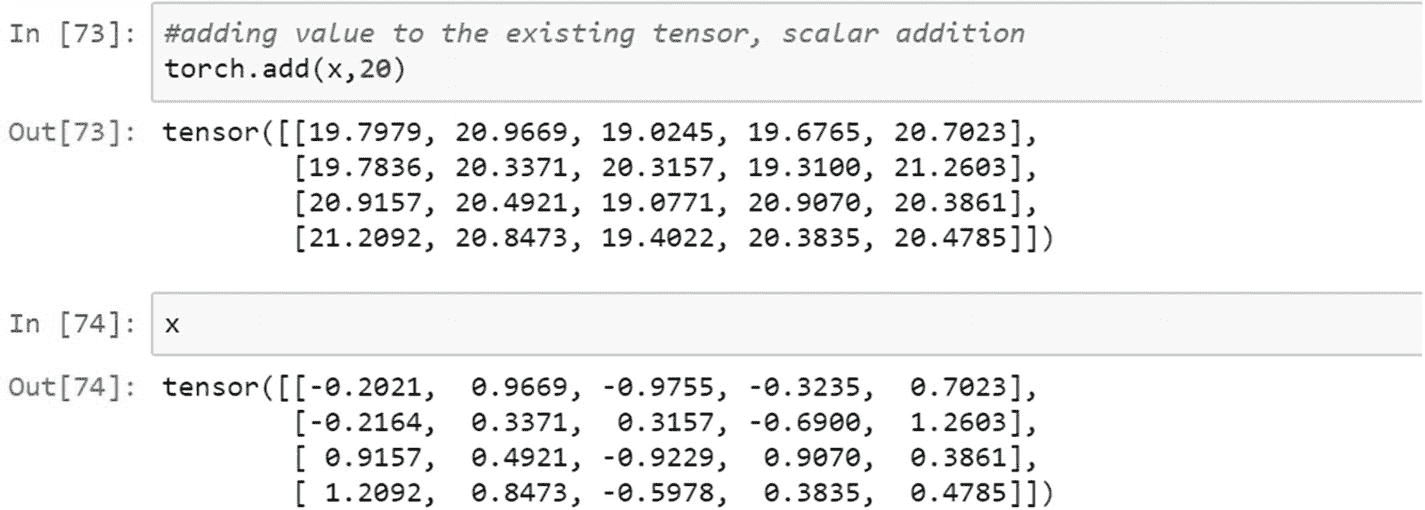 In [73]: #adding value to the existing tensor, scalar addition
torch.add(x,20)
Out[73]: tensor([[19.7979, 20.9669, 19.0245, 19.6765, 20.7023],
[19.7836, 20.3371, 20.3157, 19.3100, 21.2603],
[20.9157, 20.4921, 19.0771, 20.9070, 20.3861],
[21.2092, 20.8473, 19.4022, 20.3835, 20.4785]])
In [74]: x
Out[74]: tensor([[-0.2021, 0.9669, -0.9755, -0.3235, 0.7023],
[-0.2164, 0.3371, 0.3157, -0.6900, 1.2603],
[ 0.9157, 0.4921, -0.9229, 0.9070, 0.3861],
[ 1.2092, 0.8473, -0.5978, 0.3835, 0.4785]])